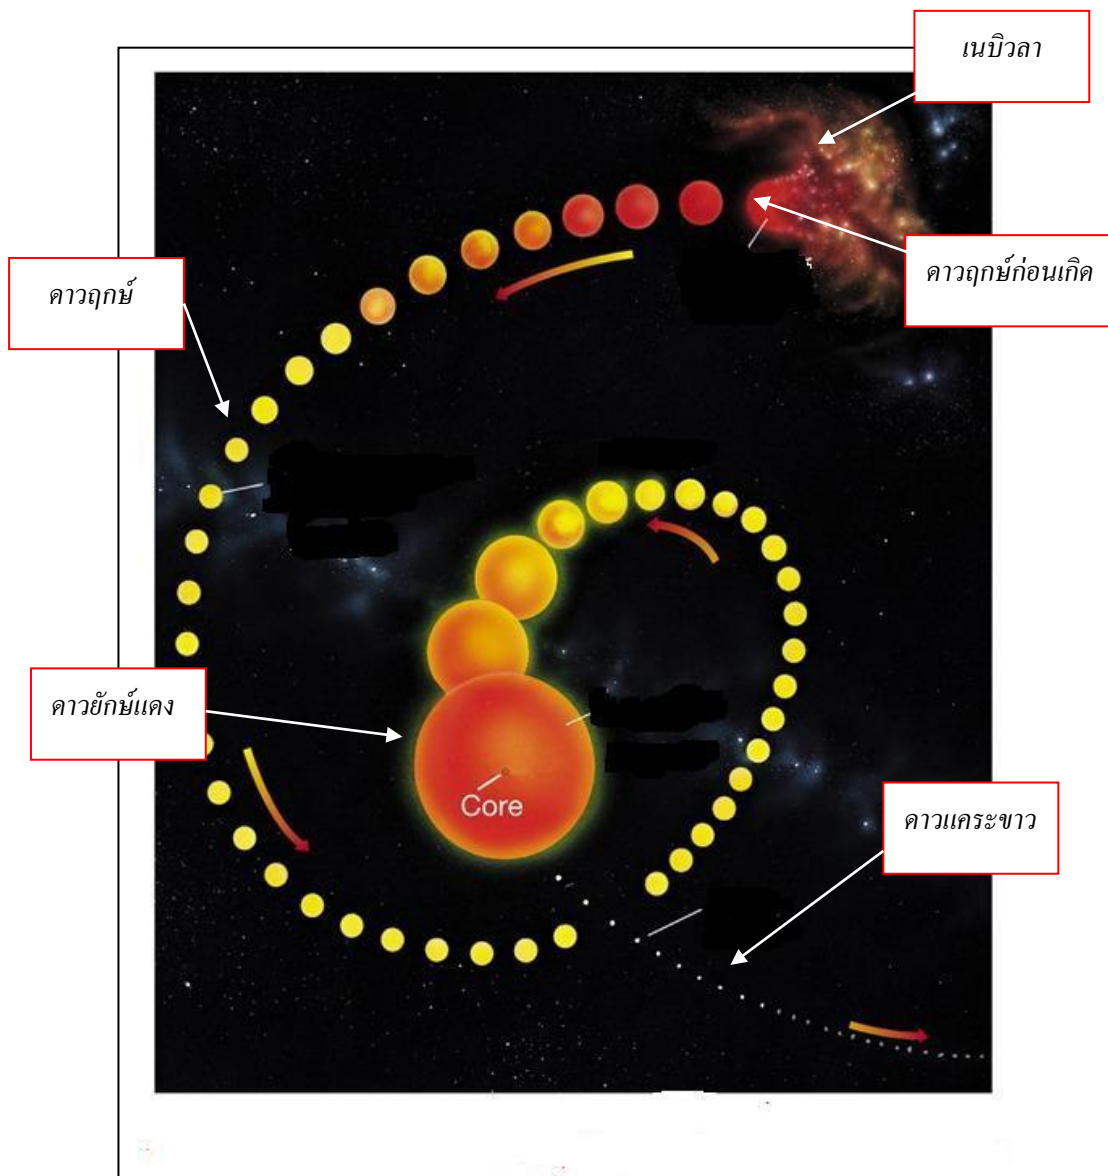 เนบิวลา
ดาวฤกษ์ก่อนเกิด
ดาวฤกษ์
ดาวยักษ์แดง
Core
ดาวแคระขาว